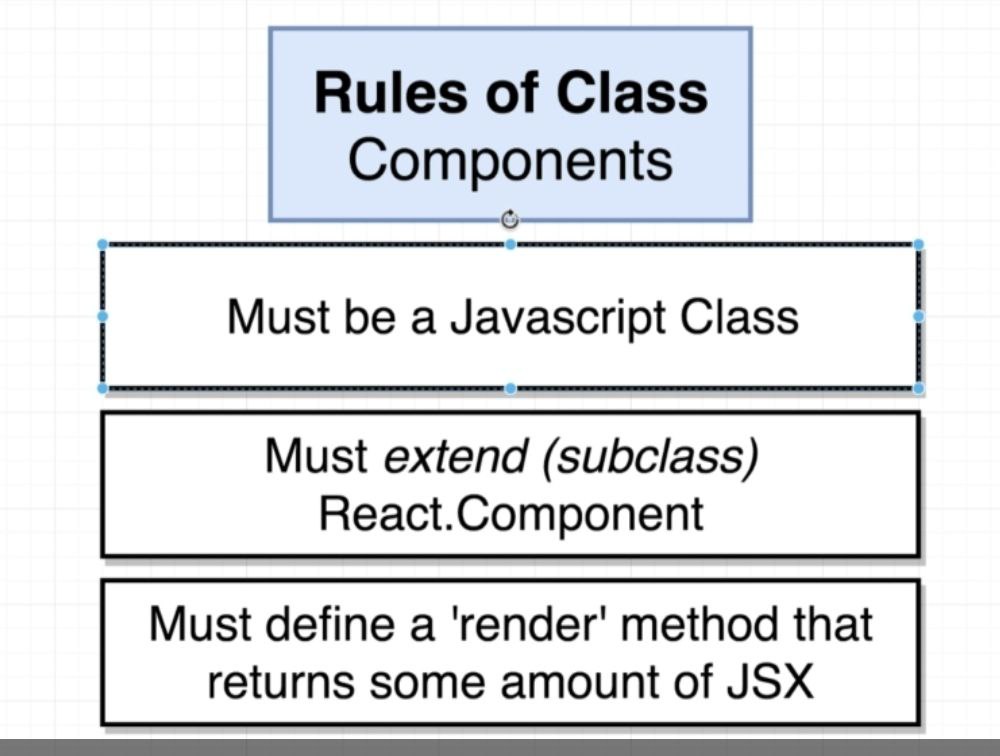 Rules of Class
Components
Must be a Javascript Class
Must extend (subclass)
React.Component
Must define a 'render' method that
returns some amount of JSX